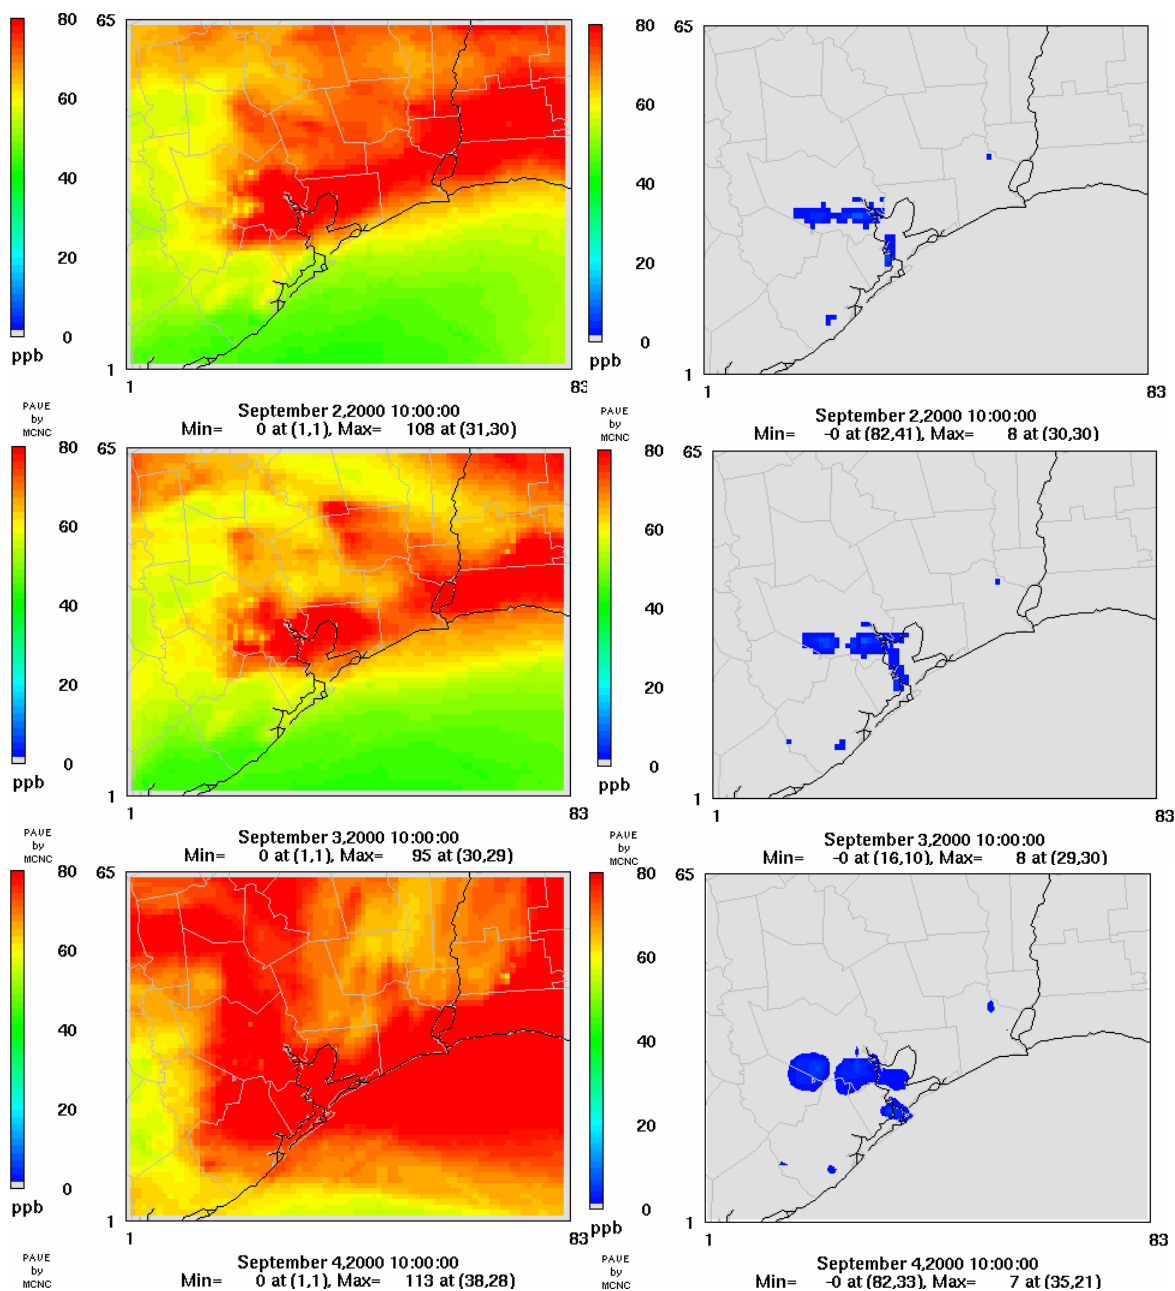 80 65 80 65
60 60
40 40
20 20
0 0
ppb 1 ppb 1
1 83 1 83
PAVE by MCNC September 2,2000 10:00:00 PAVE by MCNC September 2,2000 10:00:00
Min= 0 at (1,1), Max= 108 at (31,30) Min= -0 at (82,41), Max= 8 at (30,30)
80 65 80 65
60 60
40 40
20 20
0 0
ppb 1 ppb 1
1 83 1 83
PAVE by MCNC September 3,2000 10:00:00 PAVE by MCNC September 3,2000 10:00:00
Min= 0 at (1,1), Max= 95 at (30,29) Min= -0 at (16,10), Max= 8 at (29,30)
80 65 80 65
60 60
40 40
20 20
0 0
ppb 1 ppb 1
1 83 1 83
PAVE by MCNC September 4,2000 10:00:00 PAVE by MCNC September 4,2000 10:00:00
Min= 0 at (1,1), Max= 113 at (38,28) Min= -0 at (82,33), Max= 7 at (35,21)